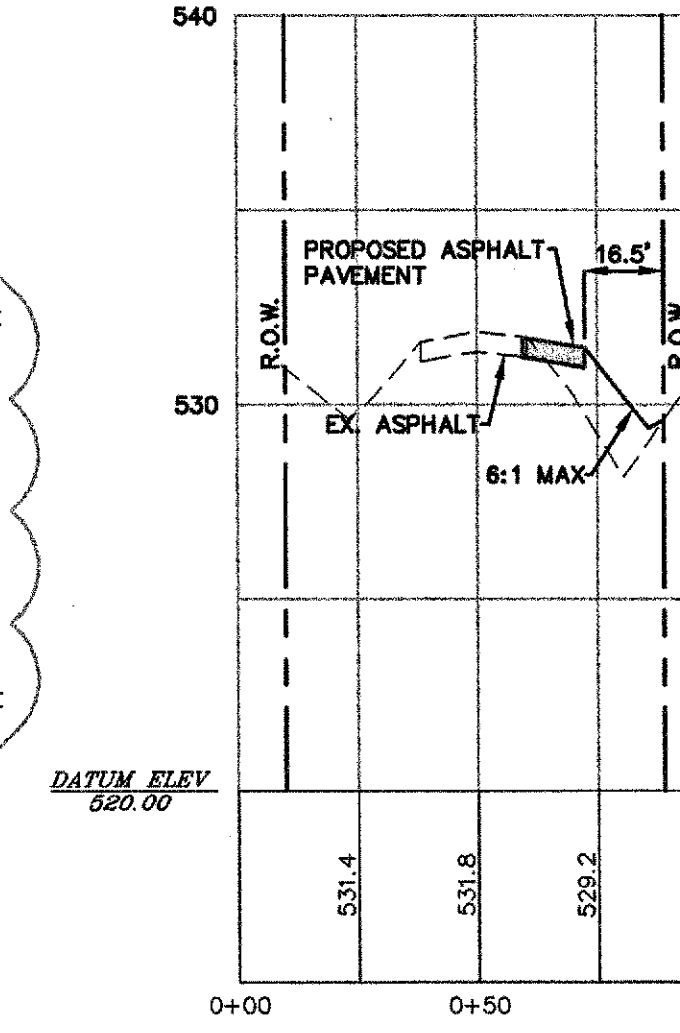 540
PROPOSED ASPHALT
PAVEMENT
16.5'
R.O.W.
R.O.W
530
EX. ASPHALT
6:1 MAX
DATUM ELEV
520.00
531.4
531.8
529.2
0+00
0+50